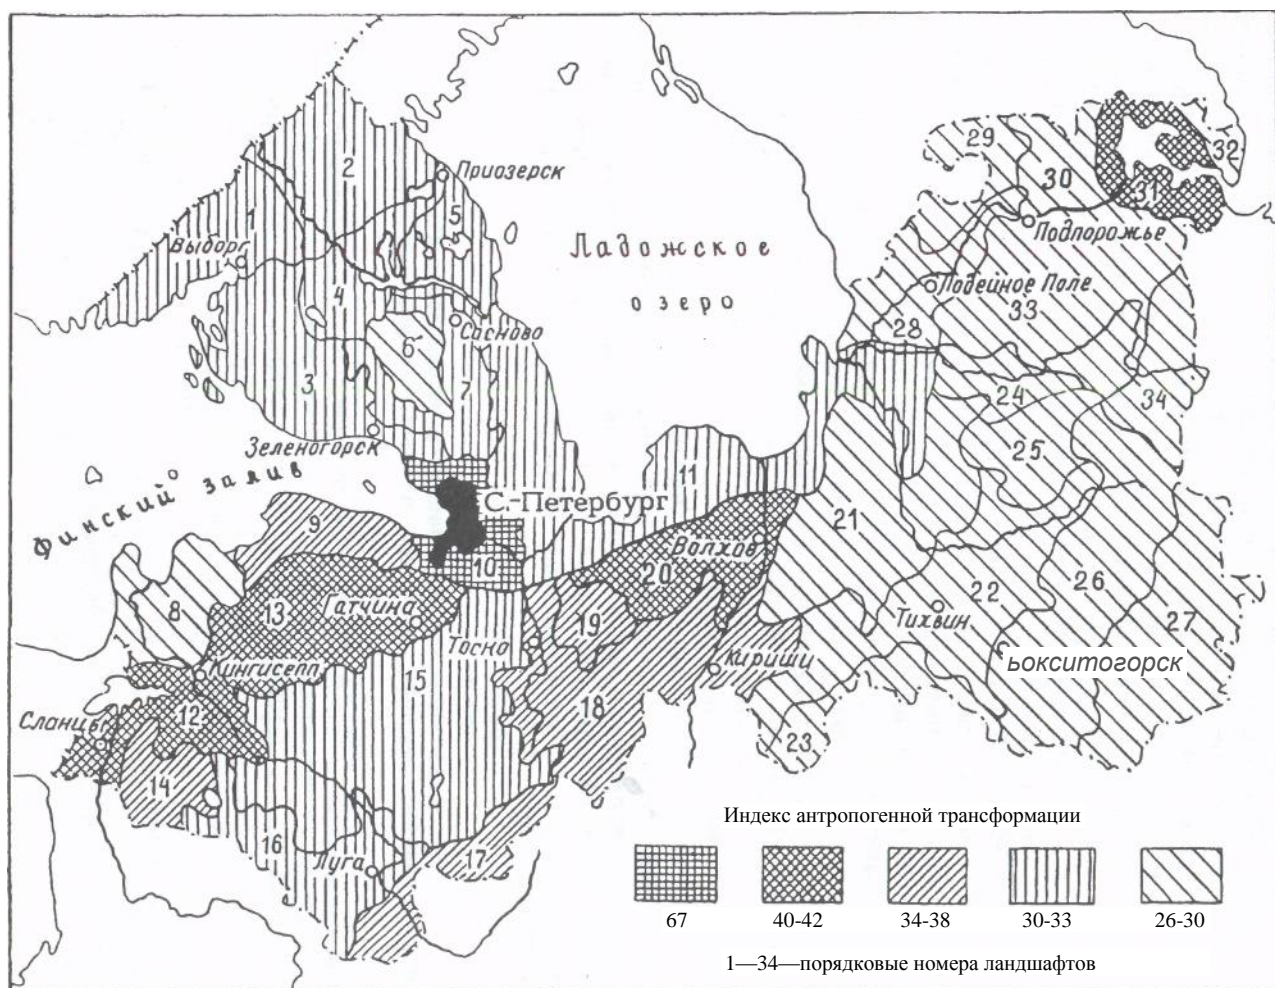 29
32
2
30
Приозерск
31
5
1
Выборг
Подпорожье
Ладожское
озеро
Лодейное Поле
4
33
28
Сосново
6
3
7
24
34
Зеленогорск
25
11
Финский залив
С.-Петербург
9
21
Волхов
10
20
26
13
Гатчина
8
22
27
19
Тихвин
Тосно
Кириши
ьокситогорск
Кингисепп
15
18
12
Сланцы
23
14
Индекс антропогенной трансформации
16
17
Луга
67
40-42
34-38
30-33
26-30
1—34—порядковые номера ландшафтов